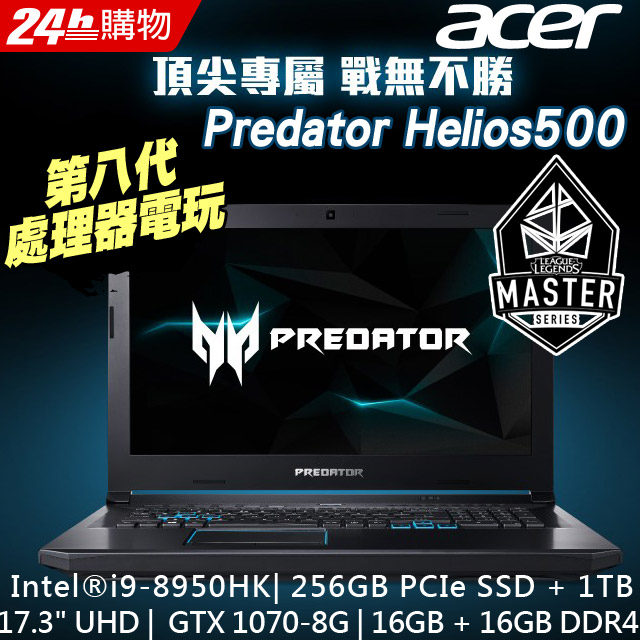 24h購物
acer
頂尖專屬 戰無不勝
Predator Helios500
第八代
處理器電玩
LEAGUE
LEGENDS
MASTER
SERIES
PREDATOR
PREDATOR
Intel®i9-8950HK| 256GB PCIe SSD + 1TB
17.3" UHD | GTX 1070-8G | 16GB + 16GB DDR4